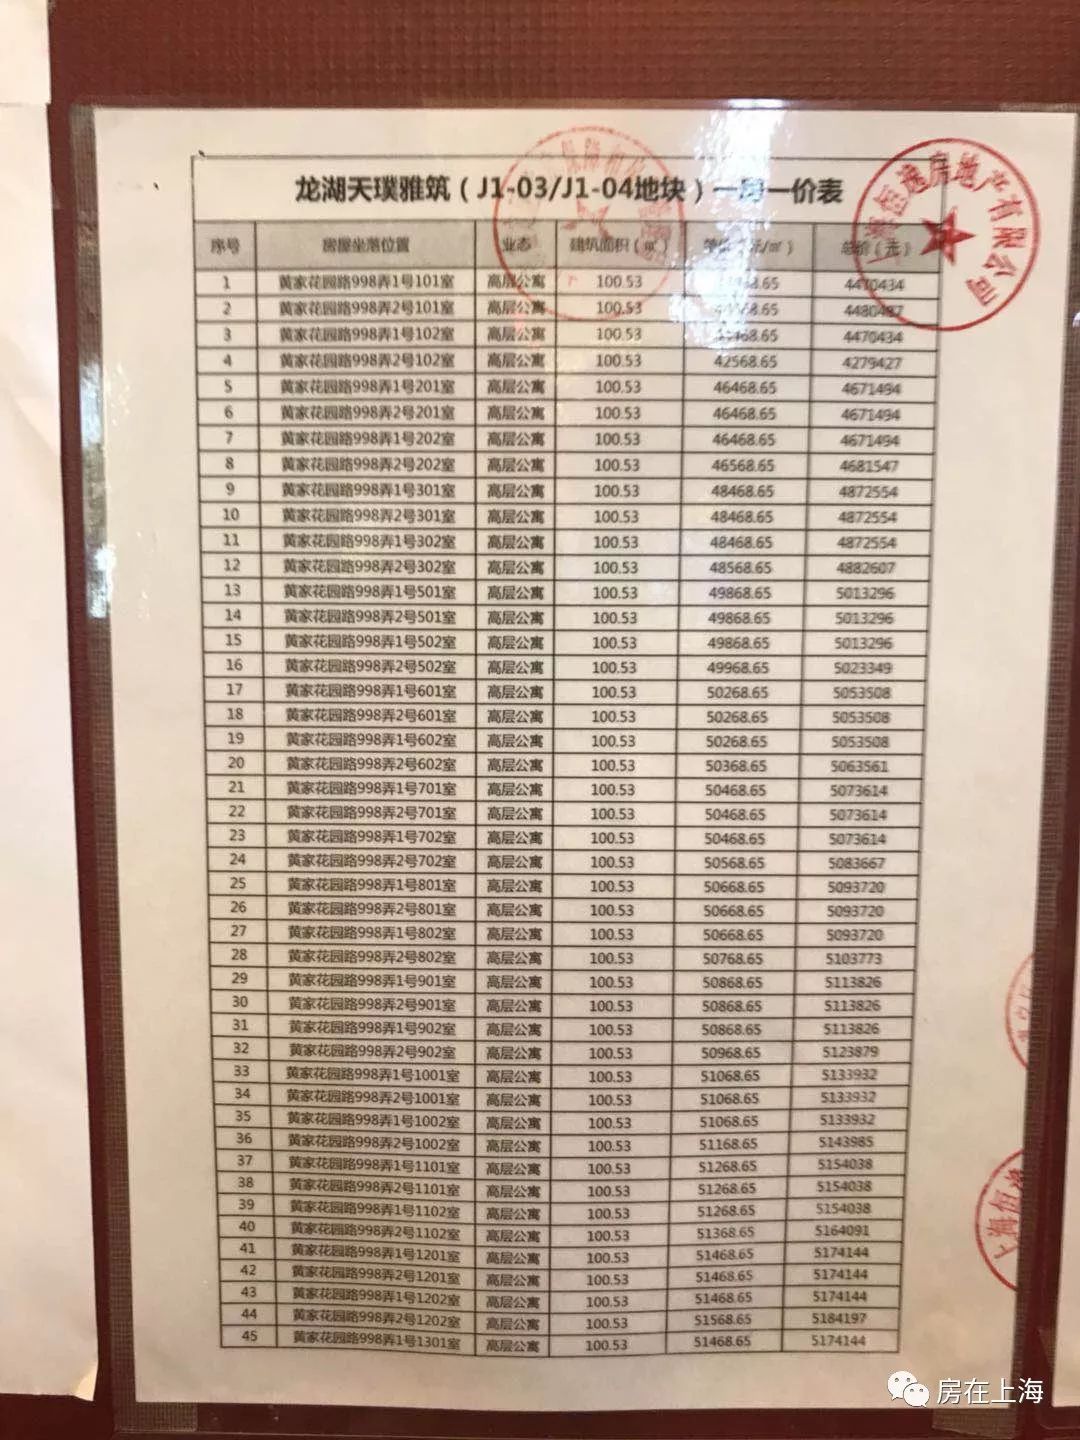 龙湖天璞雅筑（J1-03/J1-04地块）一房一价表
序号 房屋坐落位置 业态 建筑面积（㎡） 单价（元/㎡） 总价（元）
1 黄家花园路998弄1号101室 高层公寓 100.53 4470434
2 黄家花园路998弄2号101室 高层公寓 100.53 4480487
3 黄家花园路998弄1号102室 高层公寓 100.53 4470434
4 黄家花园路998弄2号102室 高层公寓 100.53 42568.65 4279427
5 黄家花园路998弄1号201室 高层公寓 100.53 46468.65 4671494
6 黄家花园路998弄2号201室 高层公寓 100.53 46468.65 4671494
7 黄家花园路998弄1号202室 高层公寓 100.53 46468.65 4671494
8 黄家花园路998弄2号202室 高层公寓 100.53 46568.65 4681547
9 黄家花园路998弄1号301室 高层公寓 100.53 48468.65 4872554
10 黄家花园路998弄2号301室 高层公寓 100.53 48468.65 4872554
11 黄家花园路998弄1号302室 高层公寓 100.53 48468.65 4872554
12 黄家花园路998弄2号302室 高层公寓 100.53 48568.65 4882607
13 黄家花园路998弄1号501室 高层公寓 100.53 49868.65 5013296
14 黄家花园路998弄2号501室 高层公寓 100.53 49868.65 5013296
15 黄家花园路998弄1号502室 高层公寓 100.53 49868.65 5013296
16 黄家花园路998弄2号502室 高层公寓 100.53 49968.65 5023349
17 黄家花园路998弄1号601室 高层公寓 100.53 50268.65 5053508
18 黄家花园路998弄2号601室 高层公寓 100.53 50268.65 5053508
19 黄家花园路998弄1号602室 高层公寓 100.53 50268.65 5053508
20 黄家花园路998弄2号602室 高层公寓 100.53 50368.65 5063561
21 黄家花园路998弄1号701室 高层公寓 100.53 50468.65 5073614
22 黄家花园路998弄2号701室 高层公寓 100.53 50468.65 5073614
23 黄家花园路998弄1号702室 高层公寓 100.53 50468.65 5073614
24 黄家花园路998弄2号702室 高层公寓 100.53 50568.65 5083667
25 黄家花园路998弄1号801室 高层公寓 100.53 50668.65 5093720
26 黄家花园路998弄2号801室 高层公寓 100.53 50668.65 5093720
27 黄家花园路998弄1号802室 高层公寓 100.53 50668.65 5093720
28 黄家花园路998弄2号802室 高层公寓 100.53 50768.65 5103773
29 黄家花园路998弄1号901室 高层公寓 100.53 50868.65 5113826
30 黄家花园路998弄2号901室 高层公寓 100.53 50868.65 5113826
31 黄家花园路998弄1号902室 高层公寓 100.53 50868.65 5113826
32 黄家花园路998弄2号902室 高层公寓 100.53 50968.65 5123879
33 黄家花园路998弄1号1001室 高层公寓 100.53 51068.65 5133932
34 黄家花园路998弄2号1001室 高层公寓 100.53 51068.65 5133932
35 黄家花园路998弄1号1002室 高层公寓 100.53 51068.65 5133932
36 黄家花园路998弄2号1002室 高层公寓 100.53 51168.65 5143985
37 黄家花园路998弄1号1101室 高层公寓 100.53 51268.65 5154038
38 黄家花园路998弄2号1101室 高层公寓 100.53 51268.65 5154038
39 黄家花园路998弄1号1102室 高层公寓 100.53 51268.65 5154038
40 黄家花园路998弄2号1102室 高层公寓 100.53 51368.65 5164091
41 黄家花园路998弄1号1201室 高层公寓 100.53 51468.65 5174144
42 黄家花园路998弄2号1201室 高层公寓 100.53 51468.65 5174144
43 黄家花园路998弄1号1202室 高层公寓 100.53 51468.65 5174144
44 黄家花园路998弄2号1202室 高层公寓 100.53 51568.65 5184197
45 黄家花园路998弄1号1301室 高层公寓 100.53 51468.65 5174144
上海恒逸房地产有限公司
上海恒逸
房在上海